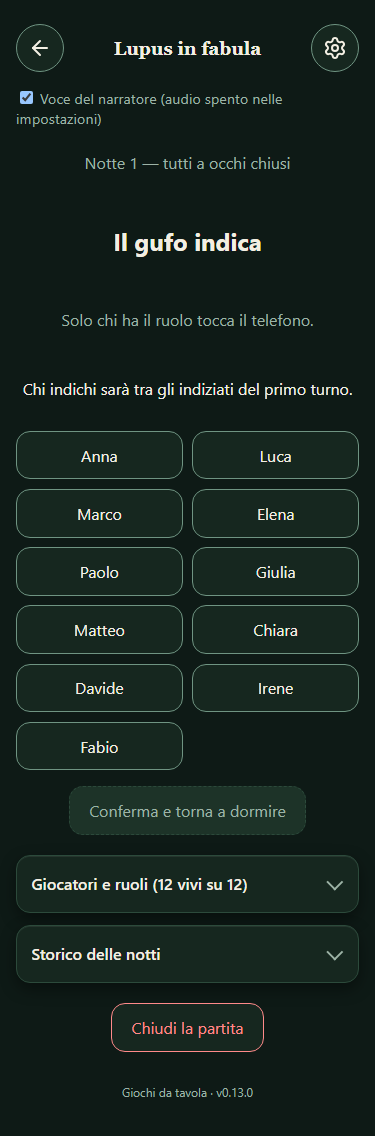 Lupus in fabula
Voce del narratore (audio spento nelle
impostazioni)
Notte 1 — tutti a occhi chiusi
Il gufo indica
Solo chi ha il ruolo tocca il telefono.
Chi indichi sarà tra gli indiziati del primo turno.
Anna
Luca
Marco
Elena
Paolo
Giulia
Matteo
Chiara
Davide
Irene
Fabio
Conferma e torna a dormire
Giocatori e ruoli (12 vivi su 12)
Storico delle notti
Chiudi la partita
Giochi da tavola · v0.13.0